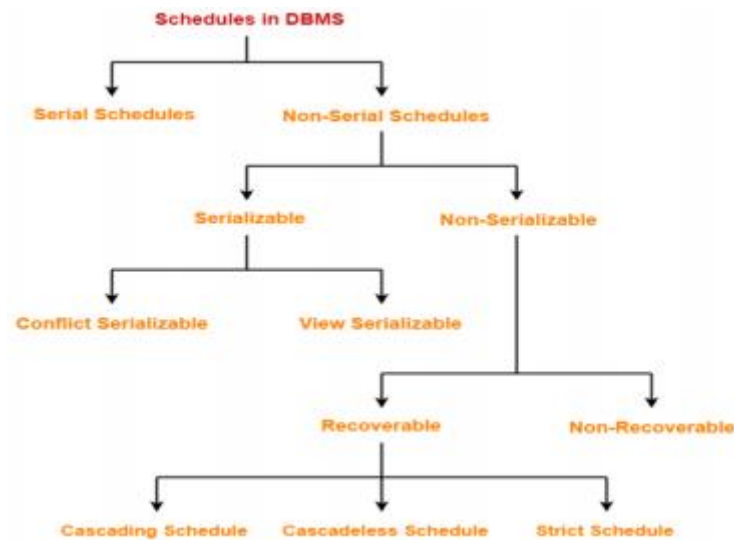 Schedules in DBMS
Serial Schedules
Non-Serial Schedules
Serializable
Non-Serializable
Conflict Serializable
View Serializable
Recoverable
Non-Recoverable
Cascading Schedule
Cascadeless Schedule
Strict Schedule